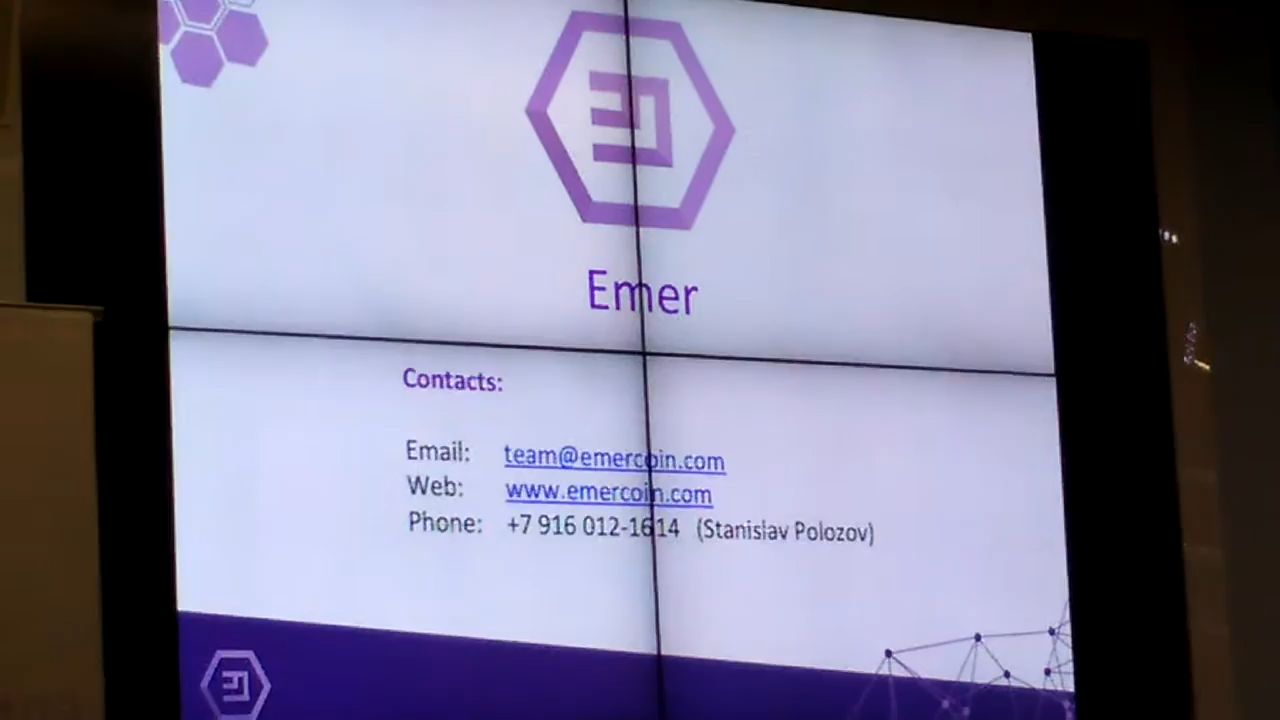 Emer
Contacts:
Email: team@emercoin.com
Web: www.emercoin.com
Phone: +7 916 012-1614 (Stanislav Polozov)